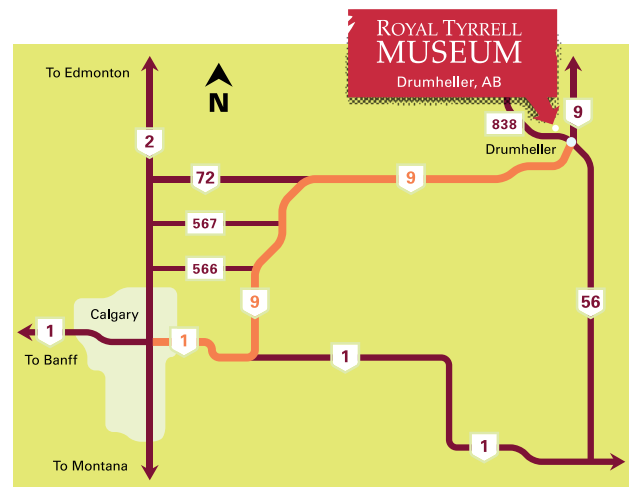 ROYAL TYRRELL
MUSEUM
Drumheller, AB
To Edmonton
N
9
838
2
Drumheller
72
9
567
566
9
56
Calgary
1
1
1
To Banff
1
To Montana